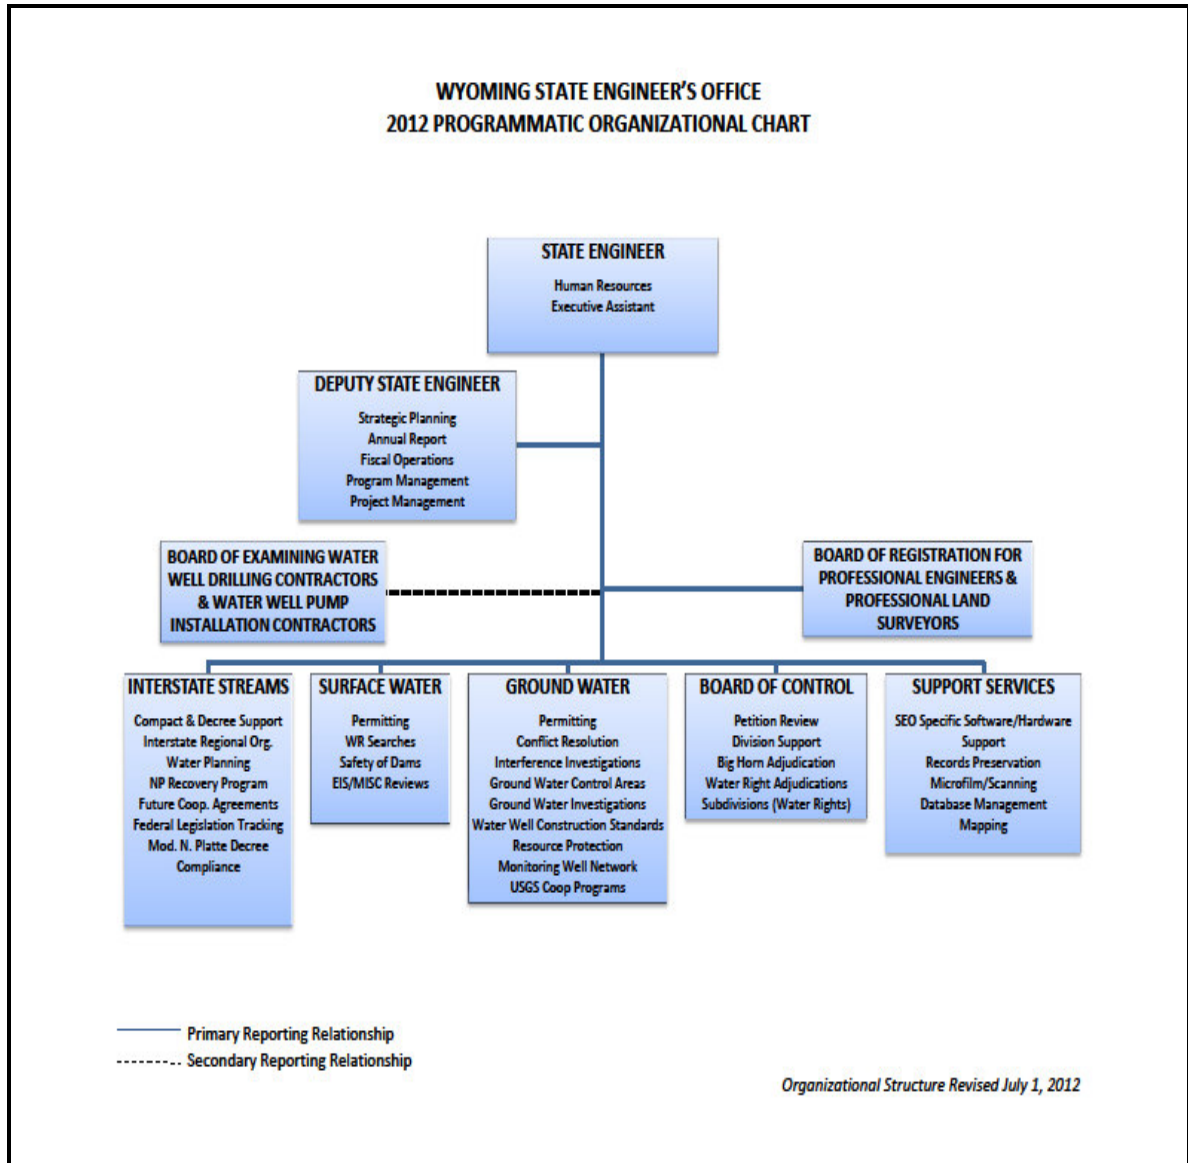 WYOMING STATE ENGINEER'S OFFICE
2012 PROGRAMMATIC ORGANIZATIONAL CHART
STATE ENGINEER
Human Resources
Executive Assistant
DEPUTY STATE ENGINEER
Strategic Planning
Annual Report
Fiscal Operations
Program Management
Project Management
BOARD OF EXAMINING WATER
WELL DRILLING CONTRACTORS
& WATER WELL PUMP
INSTALLATION CONTRACTORS
BOARD OF REGISTRATION FOR
PROFESSIONAL ENGINEERS &
PROFESSIONAL LAND
SURVEYORS
INTERSTATE STREAMS
Compact & Decree Support
Interstate Regional Org.
Water Planning
NP Recovery Program
Future Coop. Agreements
Federal Legislation Tracking
Mod. N. Platte Decree
Compliance
SURFACE WATER
Permitting
WR Searches
Safety of Dams
EIS/MISC Reviews
GROUND WATER
Permitting
Conflict Resolution
Interference Investigations
Ground Water Control Areas
Ground Water Investigations
Water Well Construction Standards
Resource Protection
Monitoring Well Network
USGS Coop Programs
BOARD OF CONTROL
Petition Review
Division Support
Big Horn Adjudication
Water Right Adjudications
Subdivisions (Water Rights)
SUPPORT SERVICES
SEO Specific Software/Hardware
Support
Records Preservation
Microfilm/Scanning
Database Management
Mapping
Primary Reporting Relationship
Secondary Reporting Relationship
Organizational Structure Revised July 1, 2012